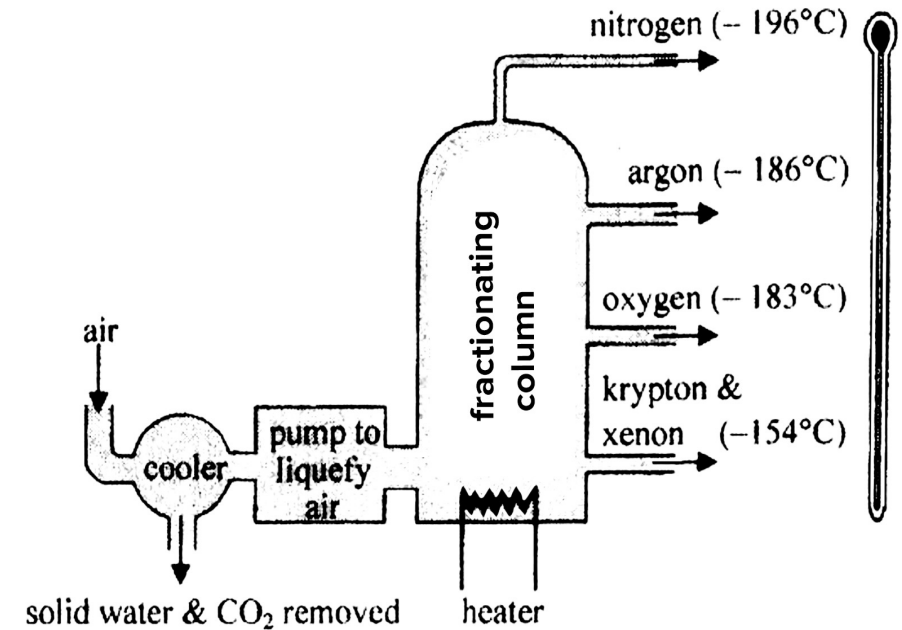 nitrogen (– 196°C)
argon (– 186°C)
fractionating
column
oxygen (– 183°C)
air
krypton &
xenon (–154°C)
cooler
pump to
liquefy
air
solid water & CO₂ removed
heater